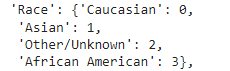 'Race': {'Caucasian': 0,
'Asian': 1,
'Other/Unknown': 2,
'African American': 3},